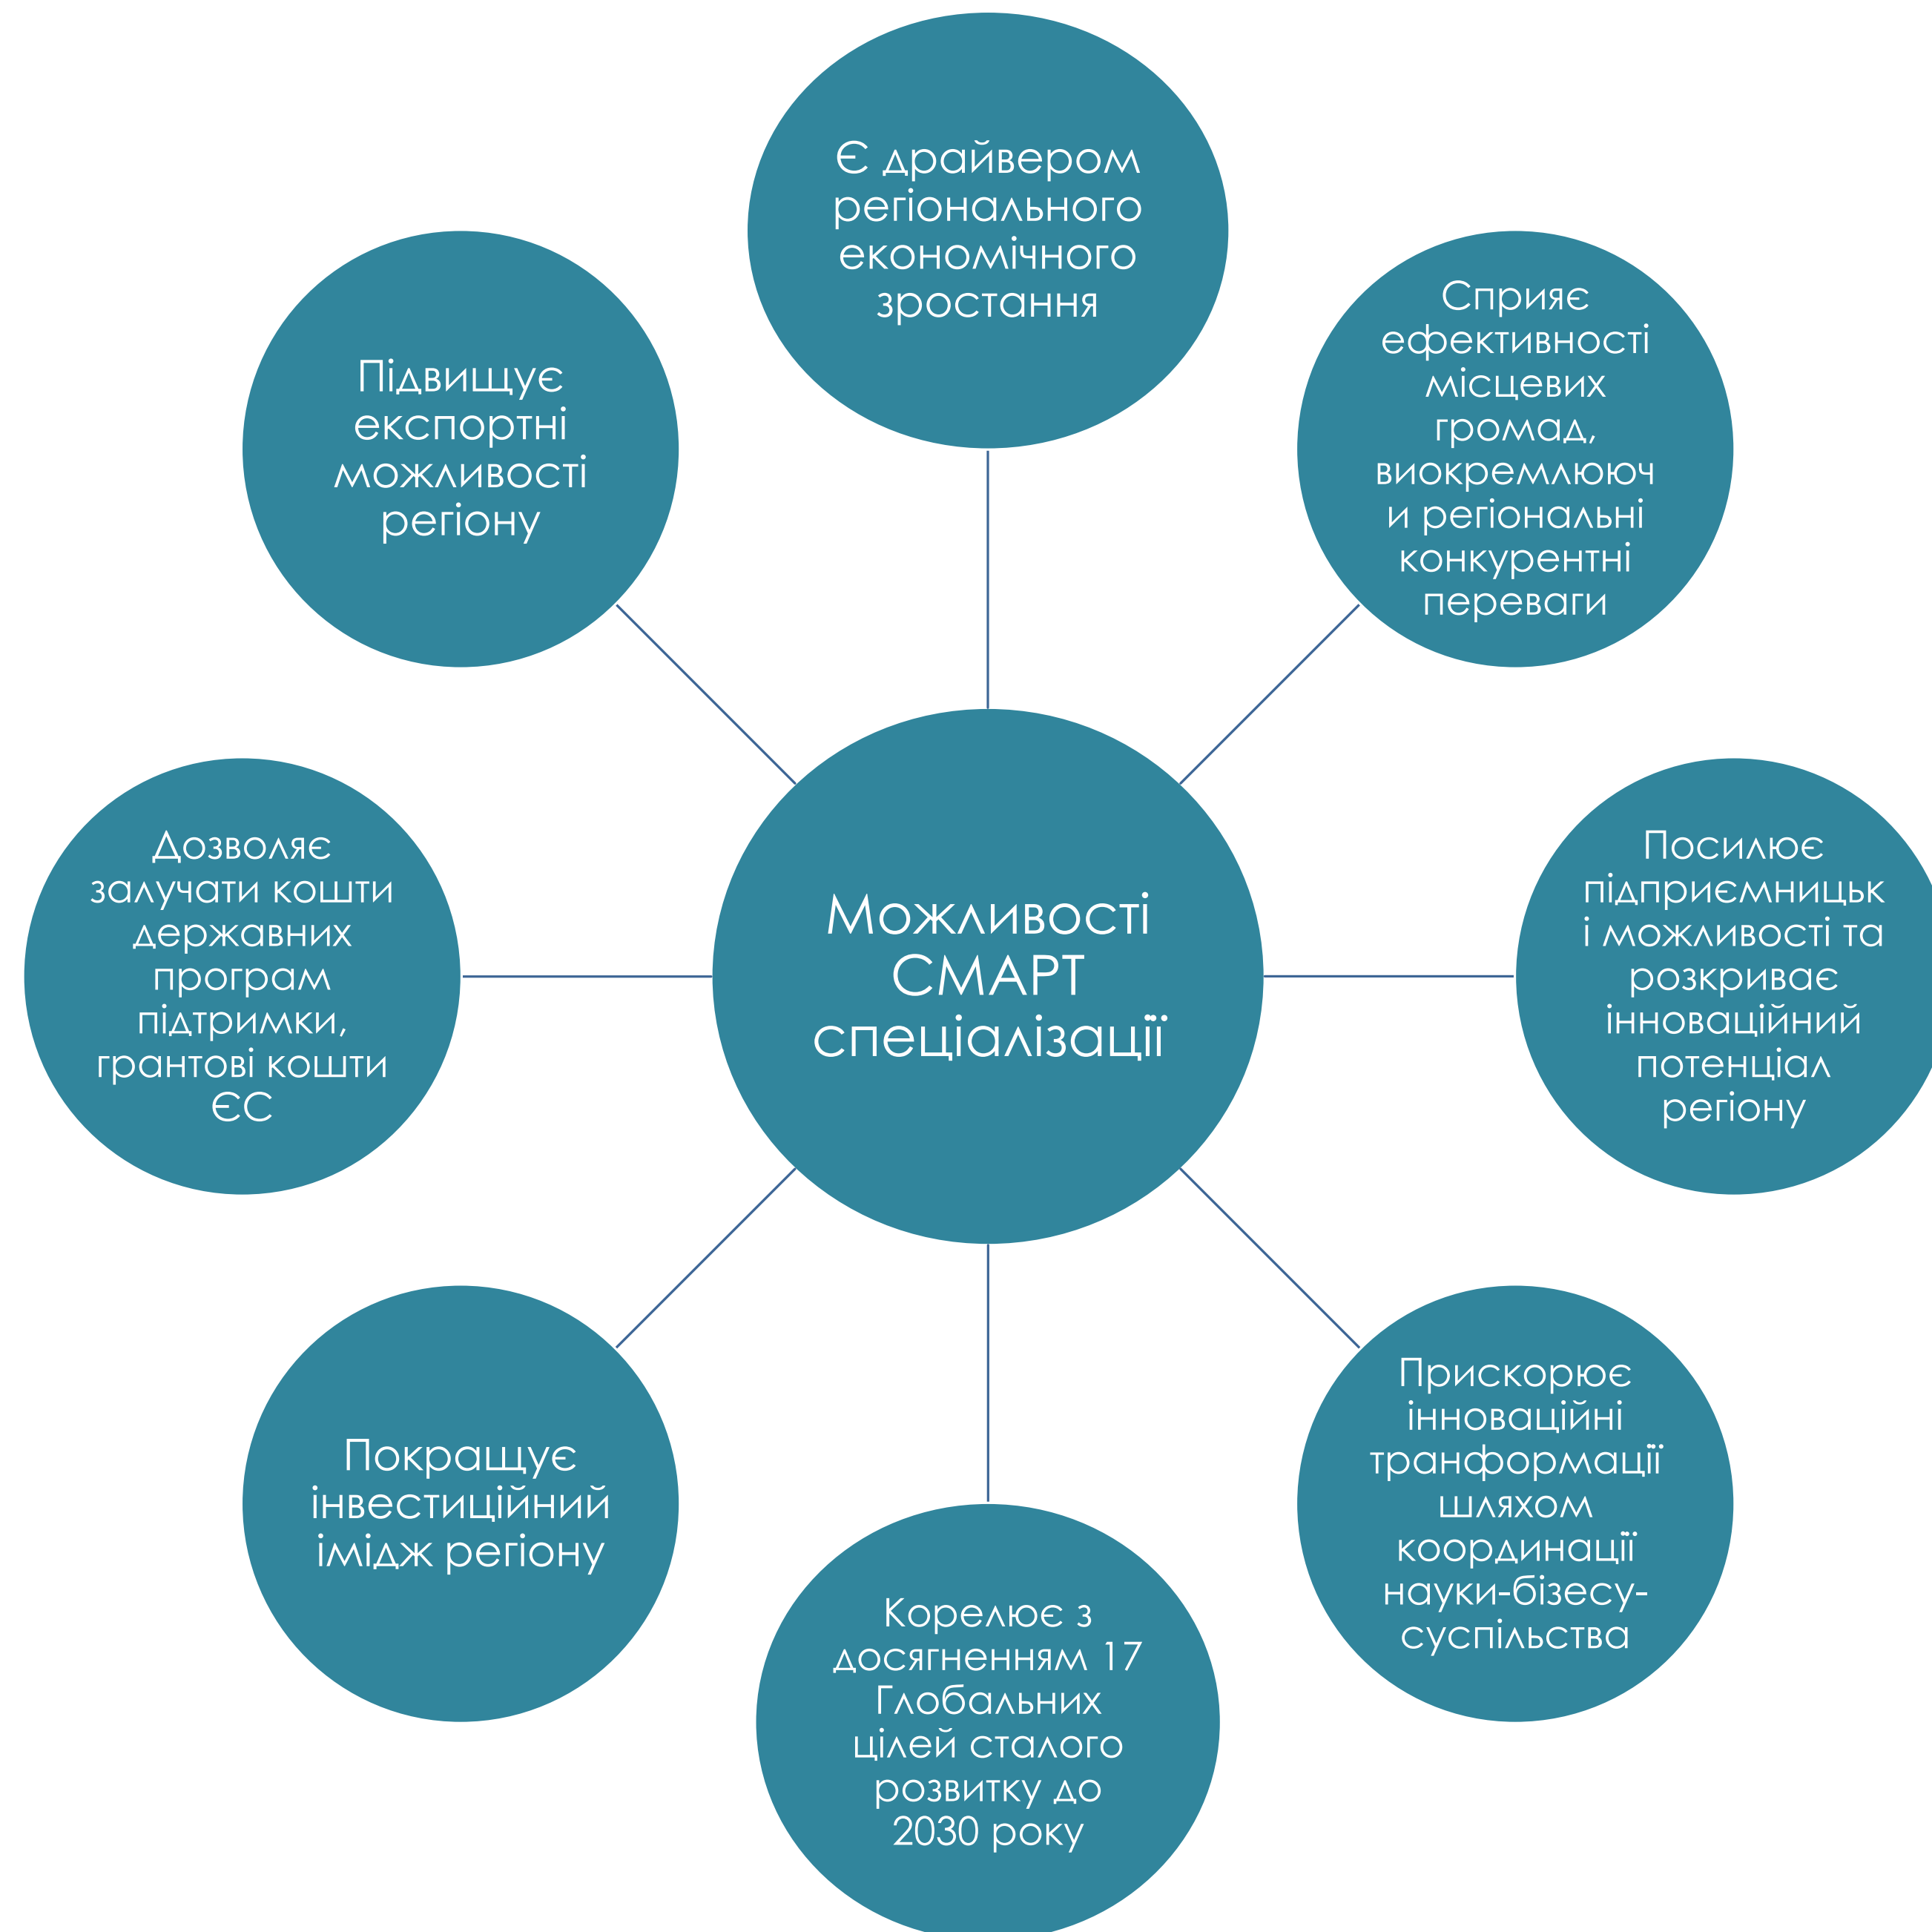 Є драйвером
регіонального
економічного
зростання
Сприяє
ефективності
місцевих
громад,
виокремлююч
и регіональні
конкурентні
переваги
Посилює
підприємницьк
і можливості та
розкриває
інноваційний
потенціал
регіону
Прискорює
інноваційні
транформації
шляхом
координації
науки-бізесу-
суспільства
Корелює з
досягненням 17
Глобальних
цілей сталого
розвитку до
2030 року
Покращує
інвестиційний
імідж регіону
Дозволяє
залучати кошти
державних
програм
підтримки,
грантові кошти
ЄС
Підвищує
експортні
можливості
регіону
Можливості
СМАРТ
спеціалізації